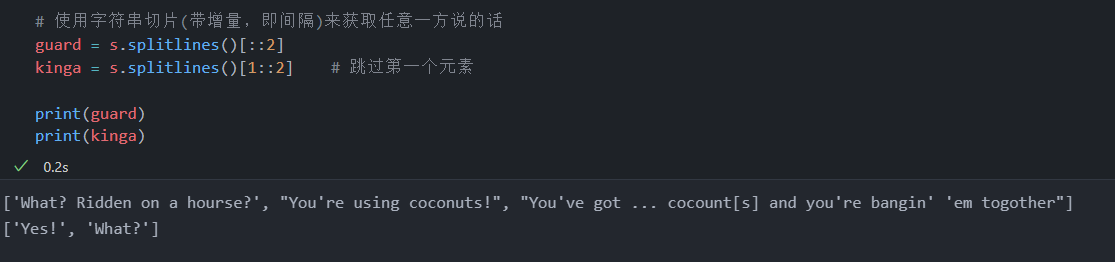 # 使用字符串切片(带增量，即间隔)来获取任意一方说的话
guard = s.splitlines()[::2]
kinga = s.splitlines()[1::2]    # 跳过第一个元素
print(guard)
print(kinga)
0.2s
['What? Ridden on a hourse?', "You're using coconuts!", "You've got ... cocount[s] and you're bangin' 'em togother"]
['Yes!', 'What?']